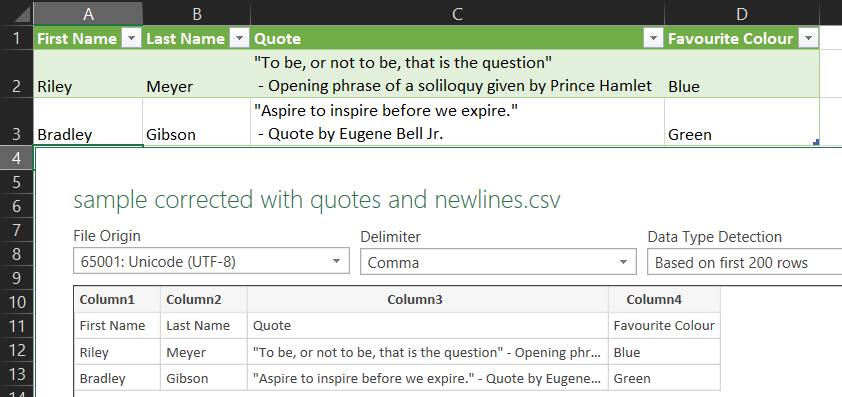 A B C D
1 First Name Last Name Quote Favourite Colour
"To be, or not to be, that is the question"
2 Riley Meyer - Opening phrase of a soliloquy given by Prince Hamlet Blue
"Aspire to inspire before we expire."
3 Bradley Gibson - Quote by Eugene Bell Jr. Green
4
5
6 sample corrected with quotes and newlines.csv
7 File Origin Delimiter Data Type Detection
8 65001: Unicode (UTF-8) Comma Based on first 200 rows
9
10 Column1 Column2 Column3 Column4
11 First Name Last Name Quote Favourite Colour
12 Riley Meyer "To be, or not to be, that is the question" - Opening phr... Blue
13 Bradley Gibson "Aspire to inspire before we expire." - Quote by Eugene... Green
14